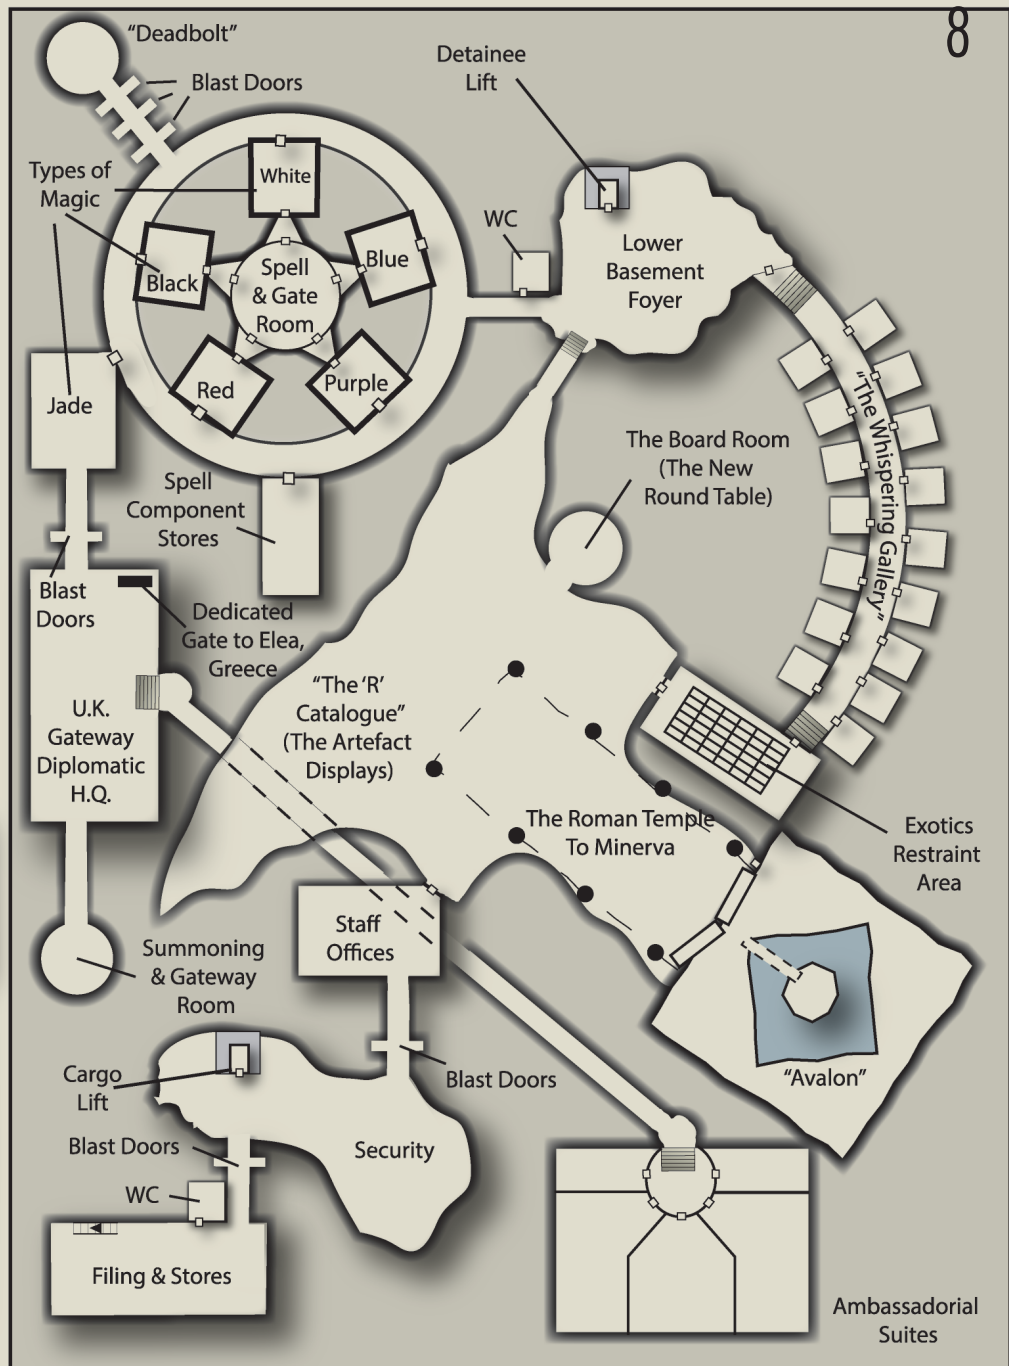 8
"Deadbolt"
Blast Doors
Detainee
Lift
Types of
Magic
White
Black
Blue
Spell
& Gate
Room
Red
Purple
WC
Lower
Basement
Foyer
Jade
"The Whispering Gallery"
Spell
Component
Stores
The Board Room
(The New
Round Table)
Blast
Doors
Dedicated
Gate to Elea,
Greece
U.K.
Gateway
Diplomatic
H.Q.
"The 'R'
Catalogue"
(The Artefact
Displays)
The Roman Temple
To Minerva
Exotics
Restraint
Area
Staff
Offices
Summoning
& Gateway
Room
"Avalon"
Cargo
Lift
Blast Doors
Blast Doors
Security
WC
Filing & Stores
Ambassadorial
Suites